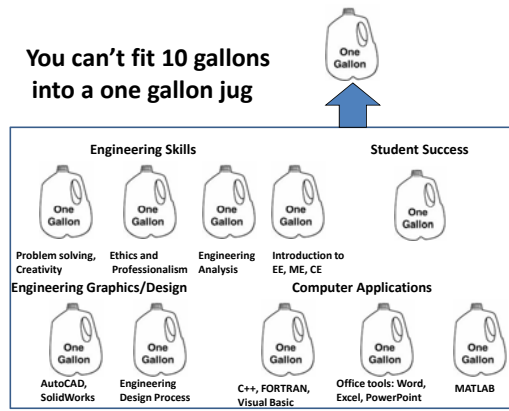 You can't fit 10 gallons
into a one gallon jug
One
Gallon
Engineering Skills
Student Success
One
Gallon
One
Gallon
One
Gallon
One
Gallon
One
Gallon
Problem solving,
Creativity
Ethics and
Professionalism
Engineering
Analysis
Introduction to
EE, ME, CE
Engineering Graphics/Design
Computer Applications
One
Gallon
One
Gallon
One
Gallon
One
Gallon
One
Gallon
AutoCAD,
SolidWorks
Engineering
Design Process
C++, FORTRAN,
Visual Basic
Office tools: Word,
Excel, PowerPoint
MATLAB